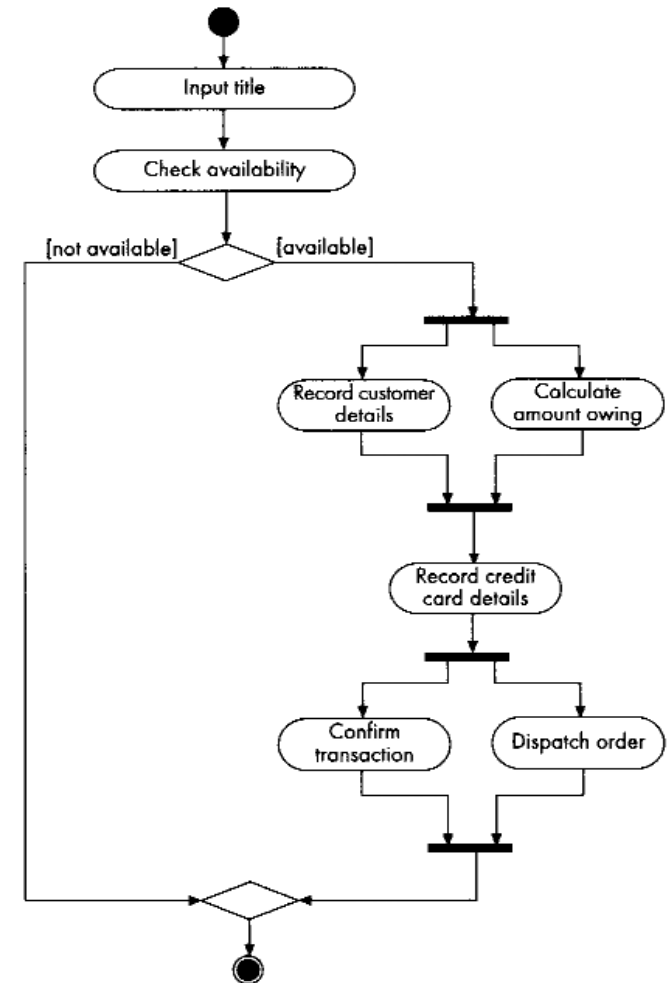 Input title
Check availability
[not available]
[available]
Record customer
details
Calculate
amount owing
Record credit
card details
Confirm
transaction
Dispatch order